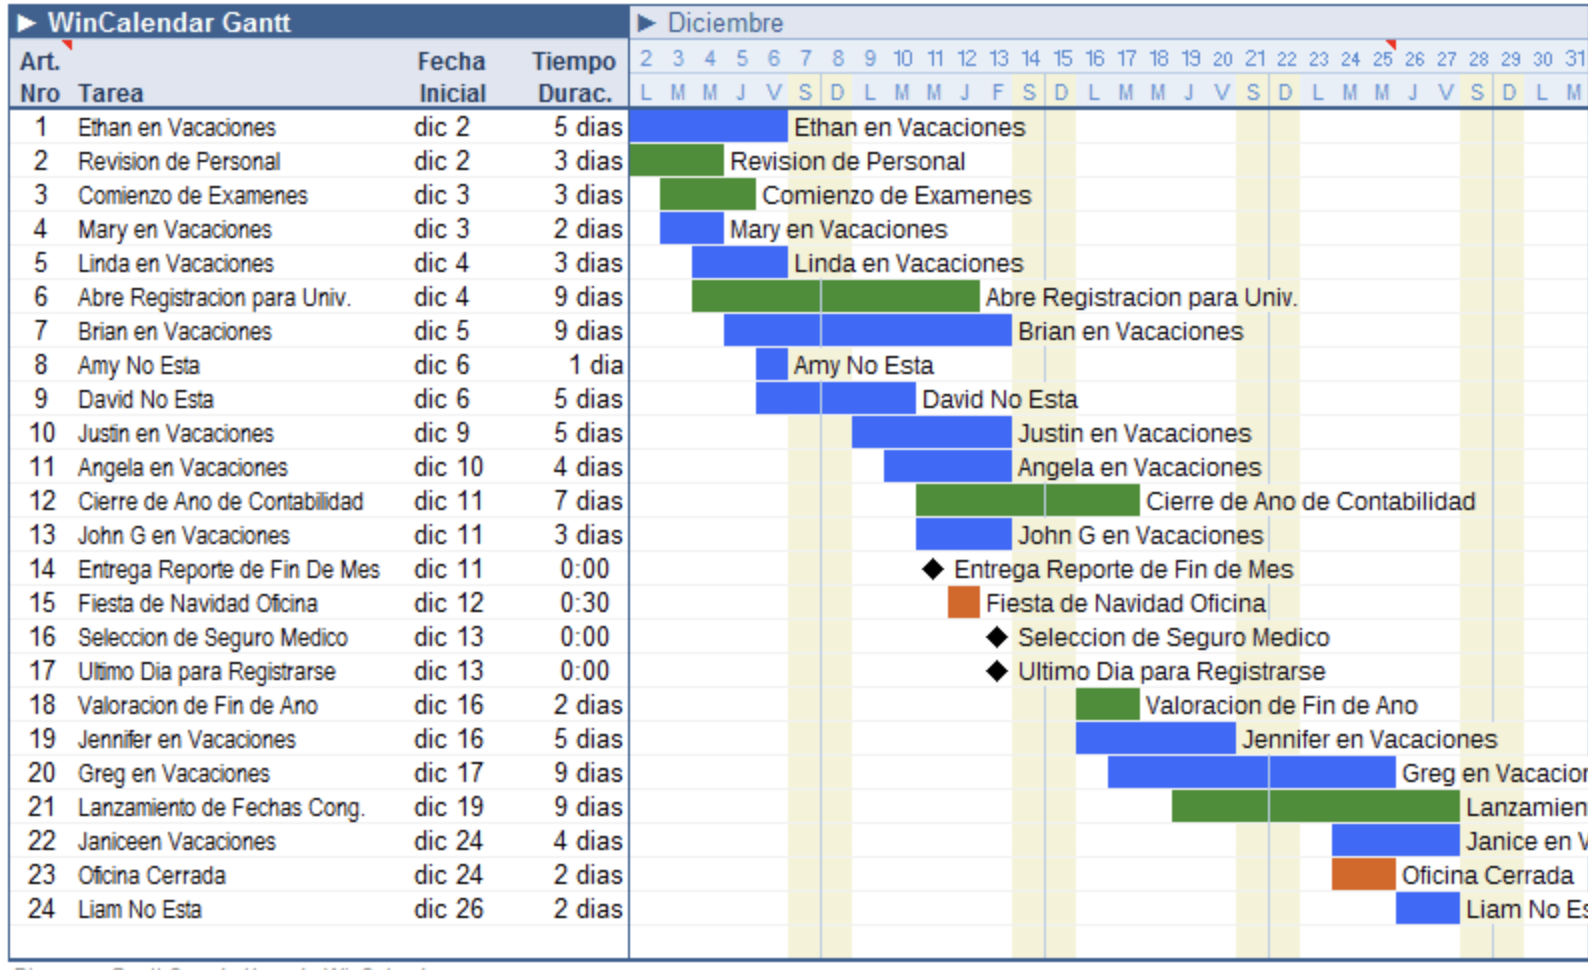 ► WinCalendar Gantt ► Diciembre
Art. Fecha Tiempo 2 3 4 5 6 7 8 9 10 11 12 13 14 15 16 17 18 19 20 21 22 23 24 25 26 27 28 29 30 31
Nro Tarea Inicial Durac. L M M J V S D L M M J F S D L M M J V S D L M M J V S D L M
1 Ethan en Vacaciones dic 2 5 dias Ethan en Vacaciones
2 Revision de Personal dic 2 3 dias Revision de Personal
3 Comienzo de Examenes dic 3 3 dias Comienzo de Examenes
4 Mary en Vacaciones dic 3 2 dias Mary en Vacaciones
5 Linda en Vacaciones dic 4 3 dias Linda en Vacaciones
6 Abre Registracion para Univ. dic 4 9 dias Abre Registracion para Univ.
7 Brian en Vacaciones dic 5 9 dias Brian en Vacaciones
8 Amy No Esta dic 6 1 dia Amy No Esta
9 David No Esta dic 6 5 dias David No Esta
10 Justin en Vacaciones dic 9 5 dias Justin en Vacaciones
11 Angela en Vacaciones dic 10 4 dias Angela en Vacaciones
12 Cierre de Ano de Contabilidad dic 11 7 dias Cierre de Ano de Contabilidad
13 John G en Vacaciones dic 11 3 dias John G en Vacaciones
14 Entrega Reporte de Fin De Mes dic 11 0:00 Entrega Reporte de Fin de Mes
15 Fiesta de Navidad Oficina dic 12 0:30 Fiesta de Navidad Oficina
16 Seleccion de Seguro Medico dic 13 0:00 Seleccion de Seguro Medico
17 Ultimo Dia para Registrarse dic 13 0:00 Ultimo Dia para Registrarse
18 Valoracion de Fin de Ano dic 16 2 dias Valoracion de Fin de Ano
19 Jennifer en Vacaciones dic 16 5 dias Jennifer en Vacaciones
20 Greg en Vacaciones dic 17 9 dias Greg en Vacacion
21 Lanzamiento de Fechas Cong. dic 19 9 dias Lanzamien
22 Janiceen Vacaciones dic 24 4 dias Janice en V
23 Oficina Cerrada dic 24 2 dias Oficina Cerrada
24 Liam No Esta dic 26 2 dias Liam No Es